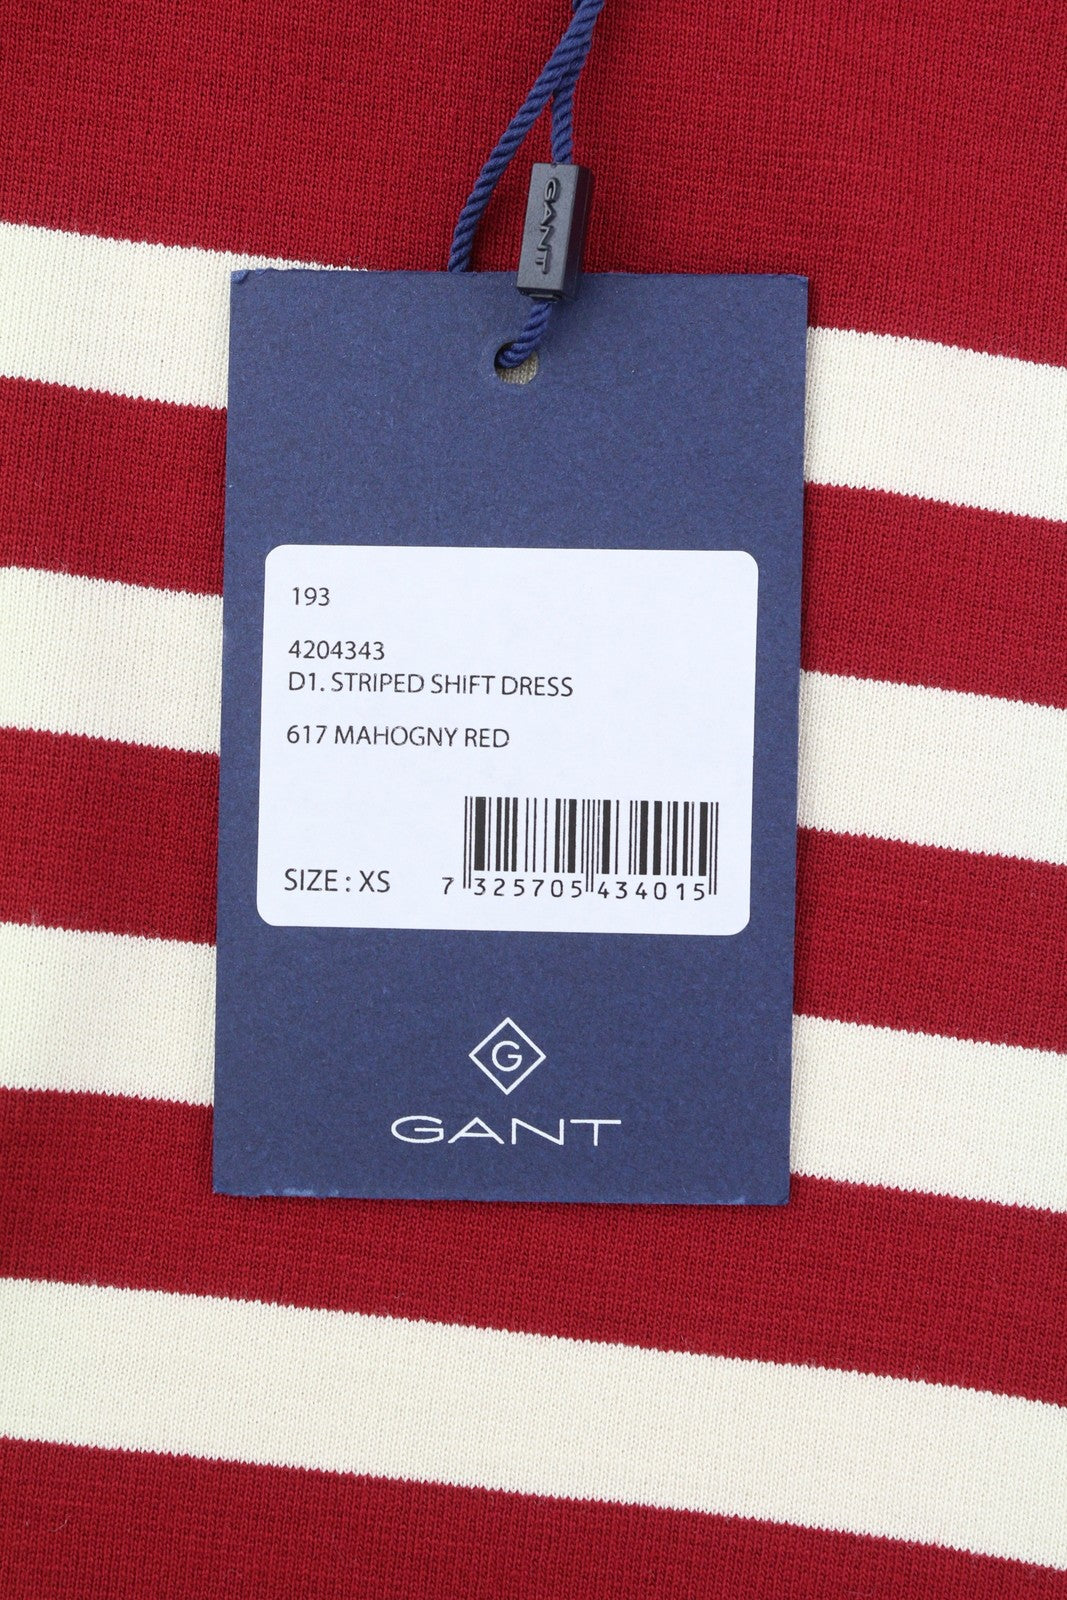 GANT
193
4204343
D1. STRIPED SHIFT DRESS
617 MAHOGNY RED
SIZE : XS
7 325705 434015
G
GANT